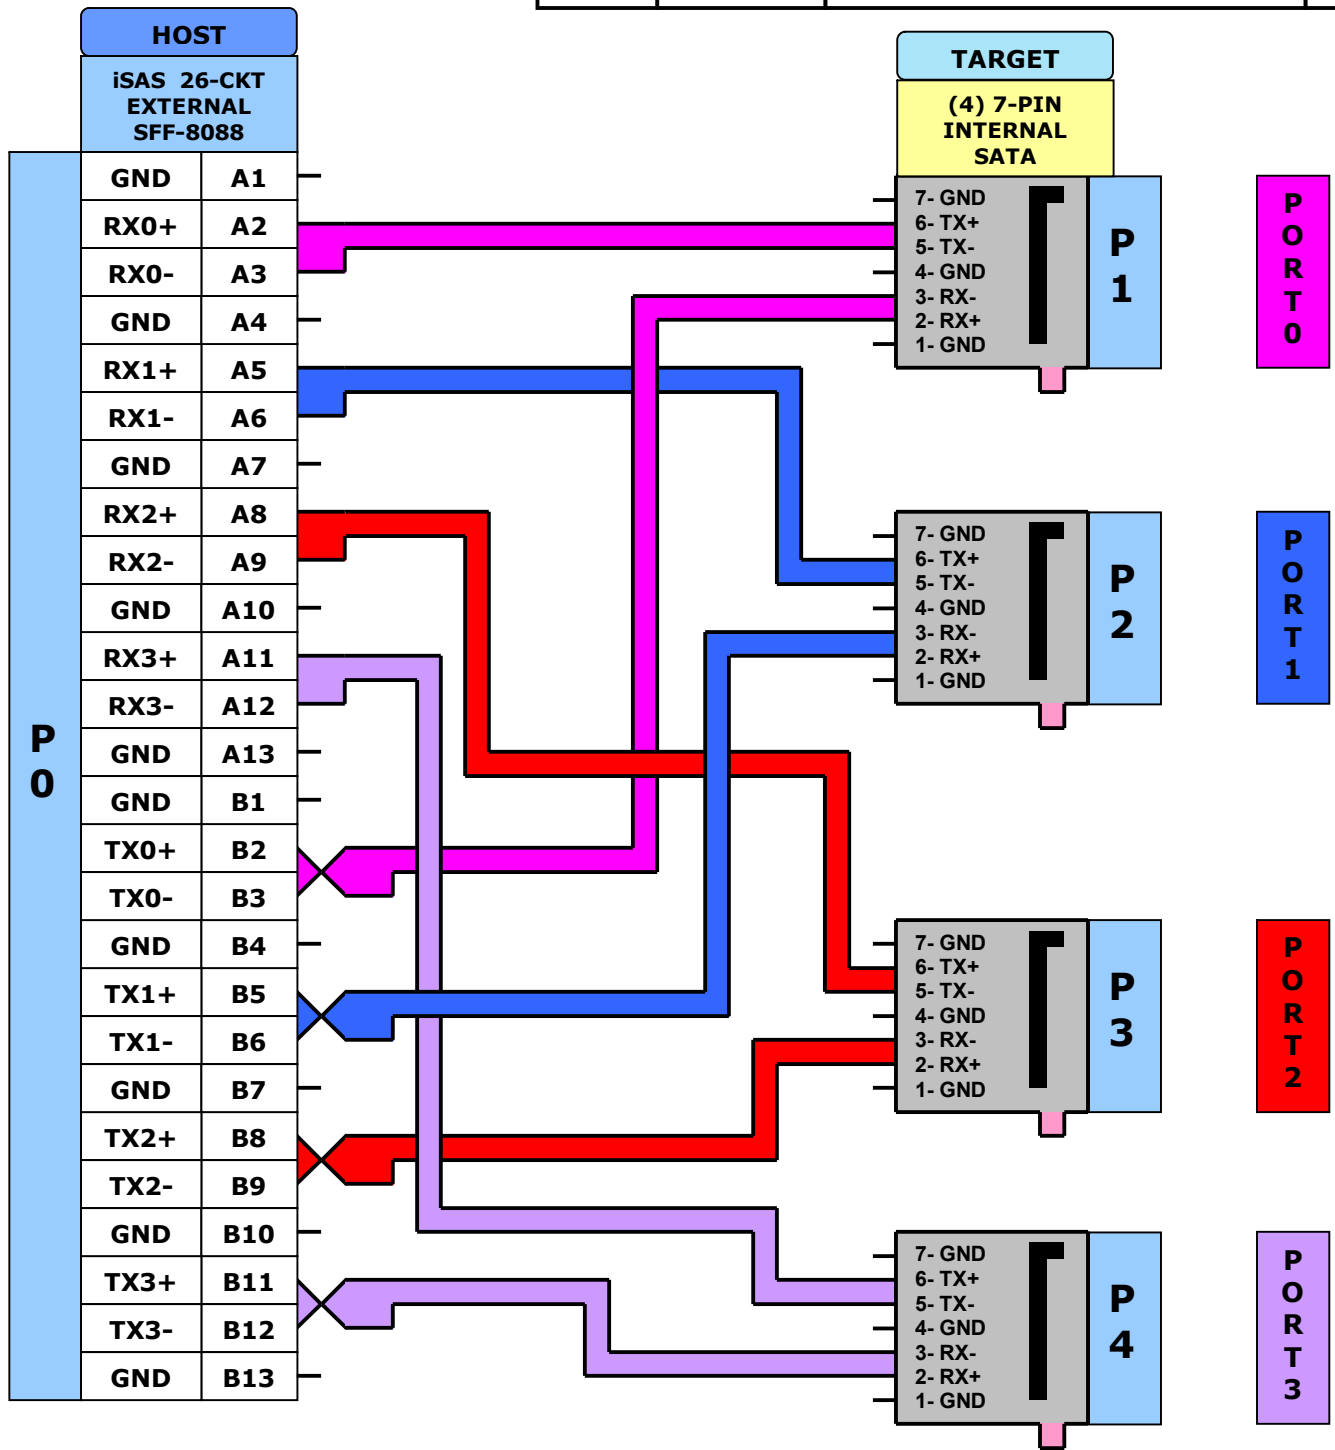 HOST
iSAS 26-CKT
EXTERNAL
SFF-8088
P
0
GND A1
RX0+ A2
RX0- A3
GND A4
RX1+ A5
RX1- A6
GND A7
RX2+ A8
RX2- A9
GND A10
RX3+ A11
RX3- A12
GND A13
GND B1
TX0+ B2
TX0- B3
GND B4
TX1+ B5
TX1- B6
GND B7
TX2+ B8
TX2- B9
GND B10
TX3+ B11
TX3- B12
GND B13
TARGET
(4) 7-PIN
INTERNAL
SATA
7- GND
6- TX+
5- TX-
4- GND
3- RX-
2- RX+
1- GND
P
1
P
O
R
T
0
7- GND
6- TX+
5- TX-
4- GND
3- RX-
2- RX+
1- GND
P
2
P
O
R
T
1
7- GND
6- TX+
5- TX-
4- GND
3- RX-
2- RX+
1- GND
P
3
P
O
R
T
2
7- GND
6- TX+
5- TX-
4- GND
3- RX-
2- RX+
1- GND
P
4
P
O
R
T
3